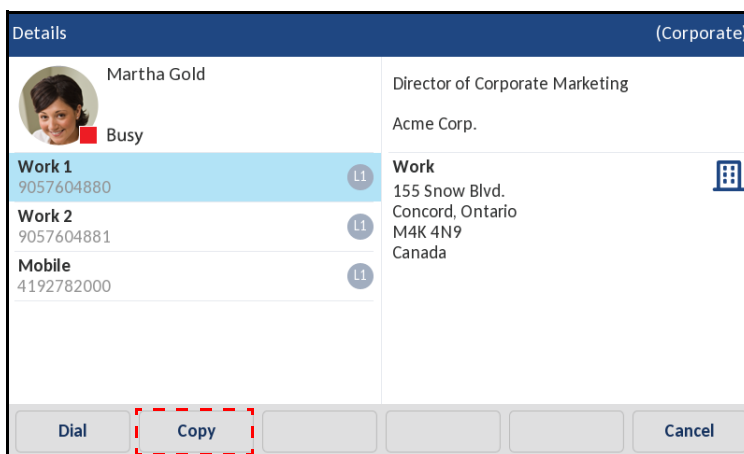 Details
(Corporate)
Martha Gold
Busy
Director of Corporate Marketing
Acme Corp.
Work 1
9057604880
L1
Work 2
9057604881
L1
Mobile
4192782000
L1
Work
155 Snow Blvd.
Concord, Ontario
M4K 4N9
Canada
Dial
Copy
Cancel